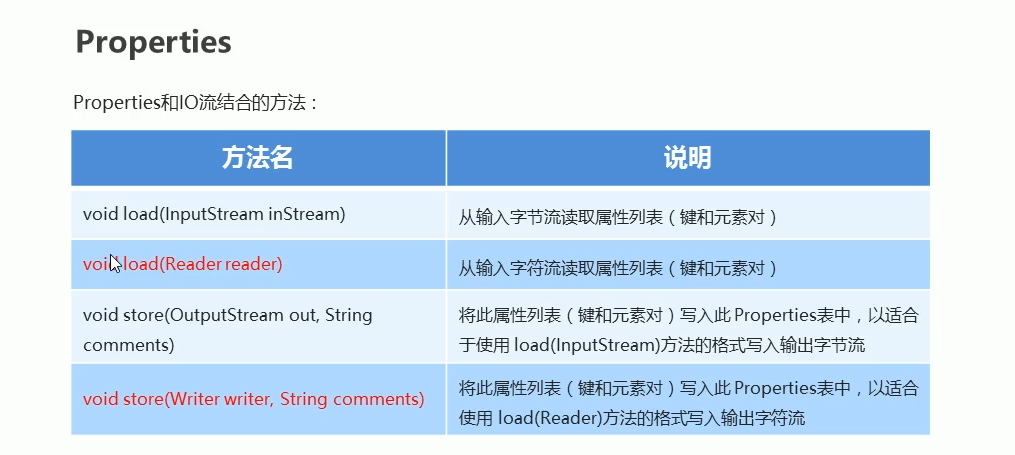 Properties
Properties和IO流结合的方法：
方法名
说明
void load(InputStream inStream)
从输入字节流读取属性列表（键和元素对）
void load(Reader reader)
从输入字符流读取属性列表（键和元素对）
void store(OutputStream out, String
comments)
将此属性列表（键和元素对）写入此 Properties表中，以适合
于使用 load(InputStream)方法的格式写入输出字节流
void store(Writer writer, String comments)
将此属性列表（键和元素对）写入此 Properties表中，以适合
使用 load(Reader)方法的格式写入输出字符流